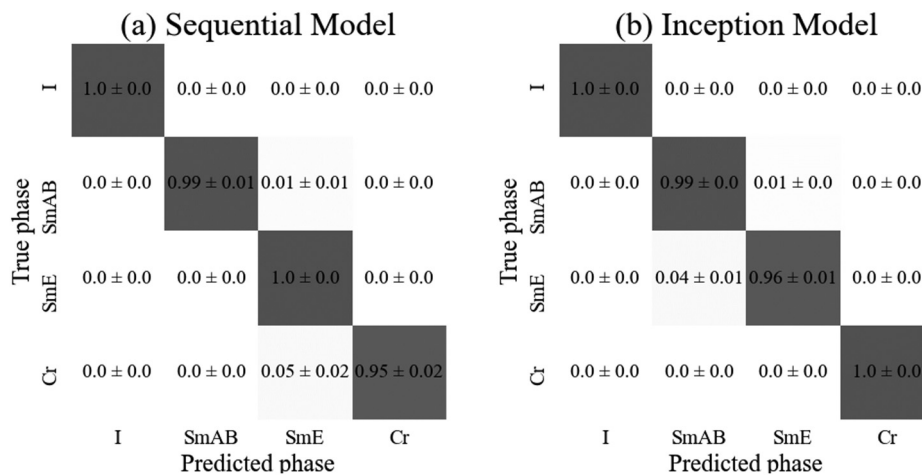 (a) Sequential Model
I 1.0 ± 0.0 0.0 ± 0.0 0.0 ± 0.0 0.0 ± 0.0
SmAB 0.0 ± 0.0 0.99 ± 0.01 0.01 ± 0.01 0.0 ± 0.0
SmE 0.0 ± 0.0 0.0 ± 0.0 1.0 ± 0.0 0.0 ± 0.0
Cr 0.0 ± 0.0 0.0 ± 0.0 0.05 ± 0.02 0.95 ± 0.02
True phase
I SmAB SmE Cr
Predicted phase
(b) Inception Model
I 1.0 ± 0.0 0.0 ± 0.0 0.0 ± 0.0 0.0 ± 0.0
SmAB 0.0 ± 0.0 0.99 ± 0.0 0.01 ± 0.0 0.0 ± 0.0
SmE 0.0 ± 0.0 0.04 ± 0.01 0.96 ± 0.01 0.0 ± 0.0
Cr 0.0 ± 0.0 0.0 ± 0.0 0.0 ± 0.0 1.0 ± 0.0
True phase
I SmAB SmE Cr
Predicted phase